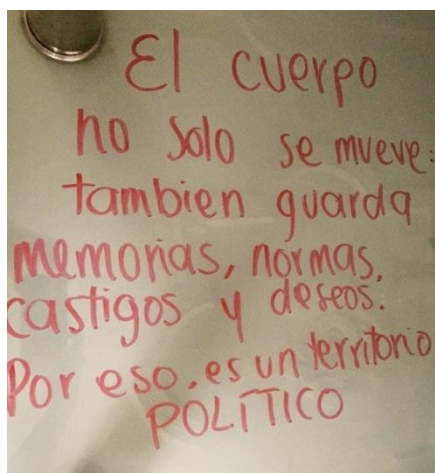 El cuerpo
no solo se mueve:
tambien guarda
memorias, normas,
castigos y deseos.
Por eso, es un territorio
POLÍTICO